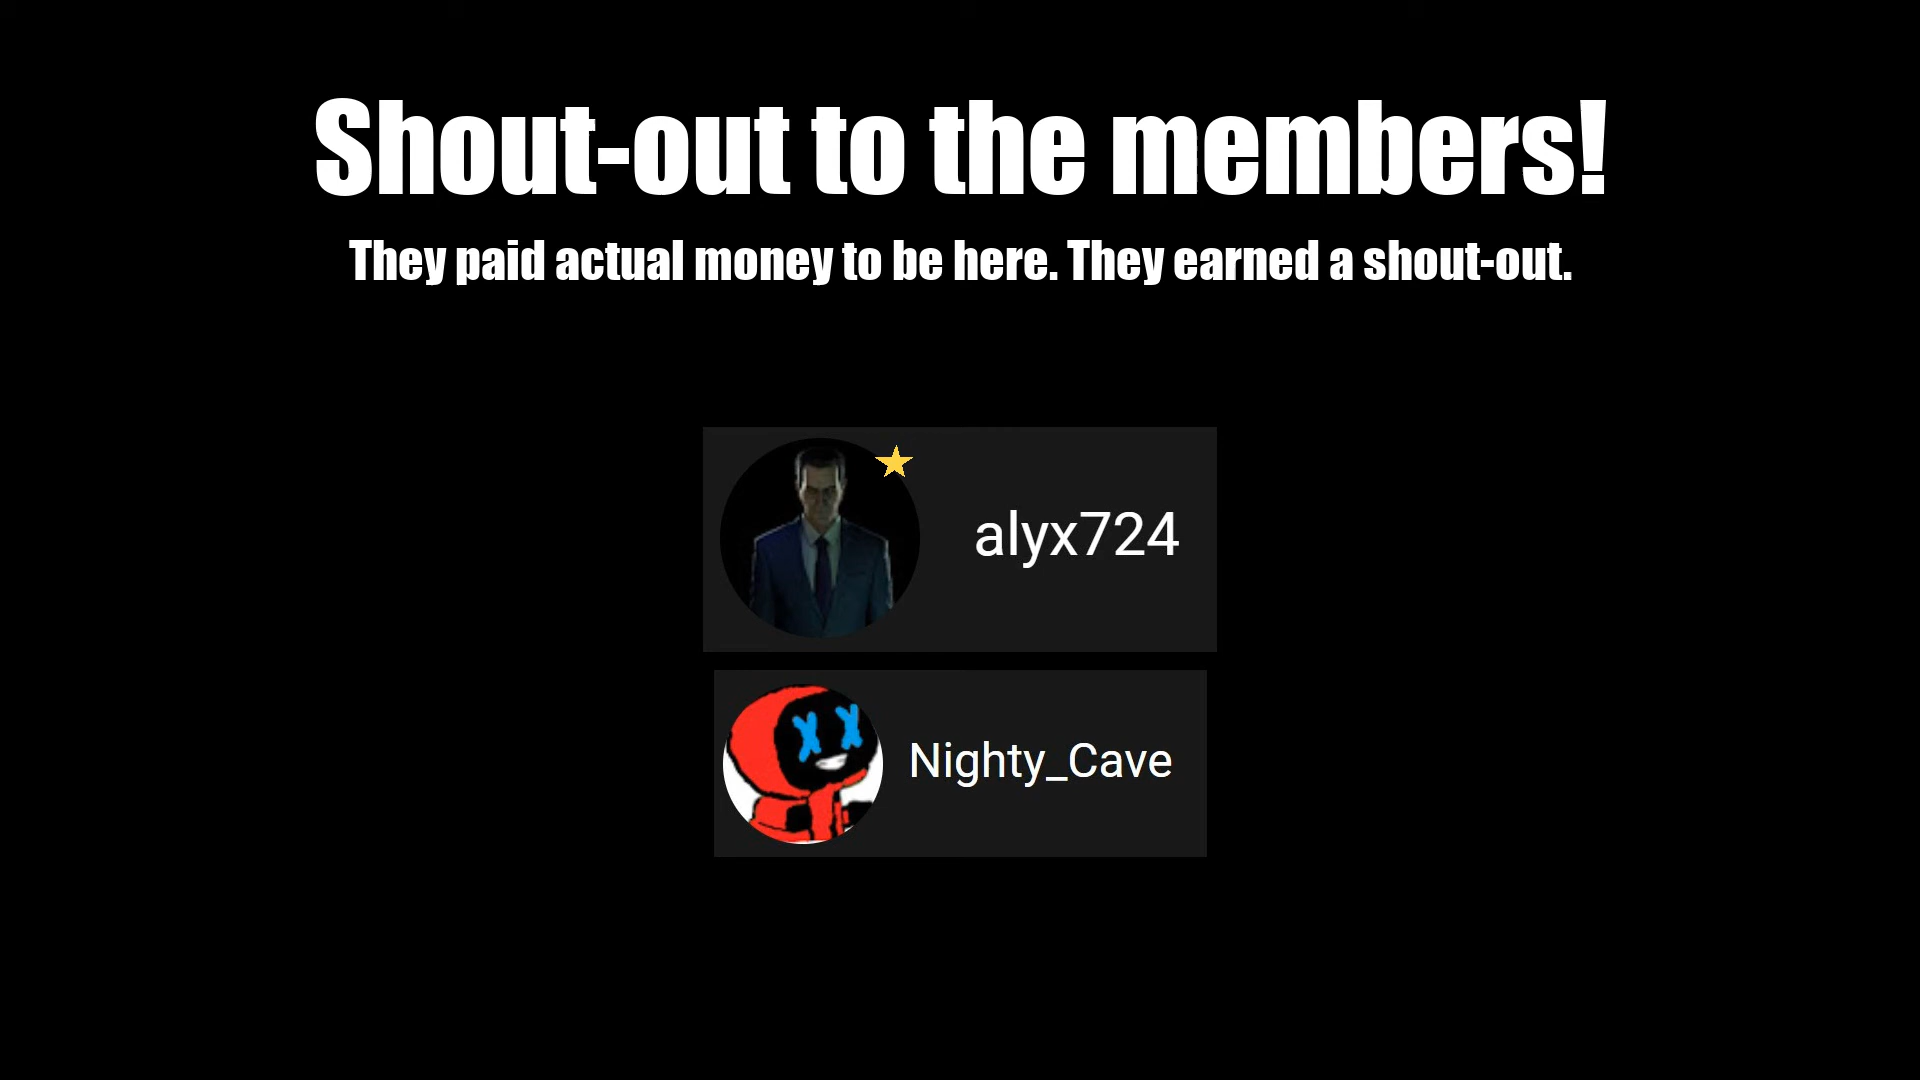 Shout-out to the members!
They paid actual money to be here. They earned a shout-out.
alyx724
Nighty_Cave